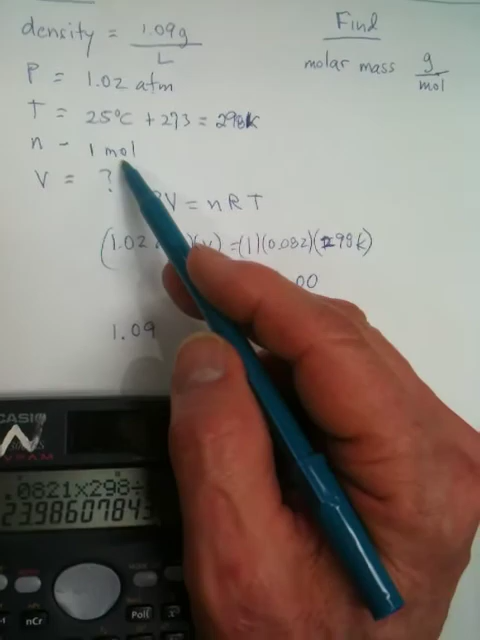 density = 1.09g / L
P = 1.02 atm
T = 25°C + 273 = 298K
n - 1 mol
V = ?
Find
molar mass g / mol
PV = nRT
(1.02 (V) = (1)(0.082)(298K)
00
1.09
CASIO
.0821×298÷
23.98607843
Pol(
nCr